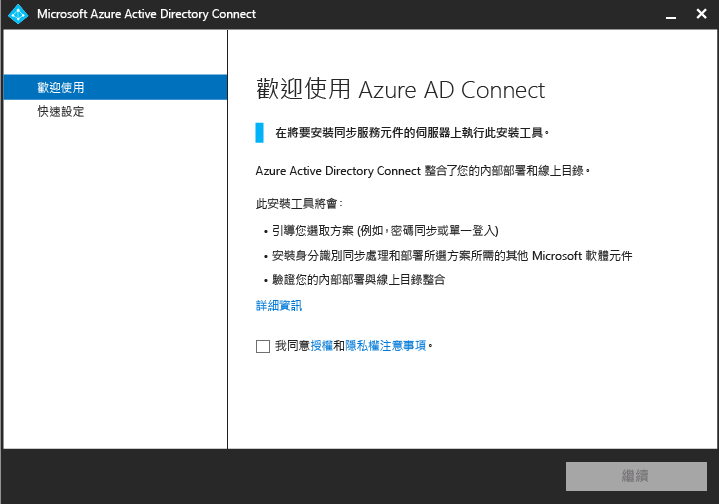 Microsoft Azure Active Directory Connect
歡迎使用
快速設定
歡迎使用 Azure AD Connect
在將要安裝同步服務元件的伺服器上執行此安裝工具。
Azure Active Directory Connect 整合了您的內部部署和線上目錄。
此安裝工具將會:
• 引導您選取方案 (例如，密碼同步或單一登入)
• 安裝身分識別同步處理和部署所選方案所需的其他 Microsoft 軟體元件
• 驗證您的內部部署與線上目錄整合
詳細資訊
我同意授權和隱私權注意事項。
繼續